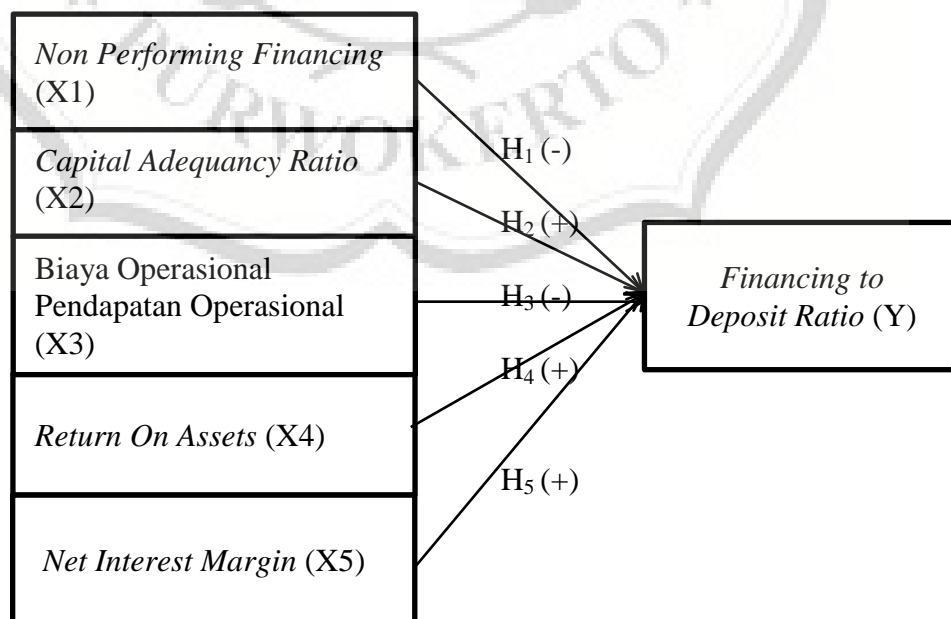 Non Performing Financing
(X1)
Capital Adequancy Ratio
(X2)
Biaya Operasional
Pendapatan Operasional
(X3)
Return On Assets (X4)
Net Interest Margin (X5)
H₁ (-)
H₂ (+)
H₃ (-)
H₄ (+)
H₅ (+)
Financing to
Deposit Ratio (Y)
PURWOKERTO